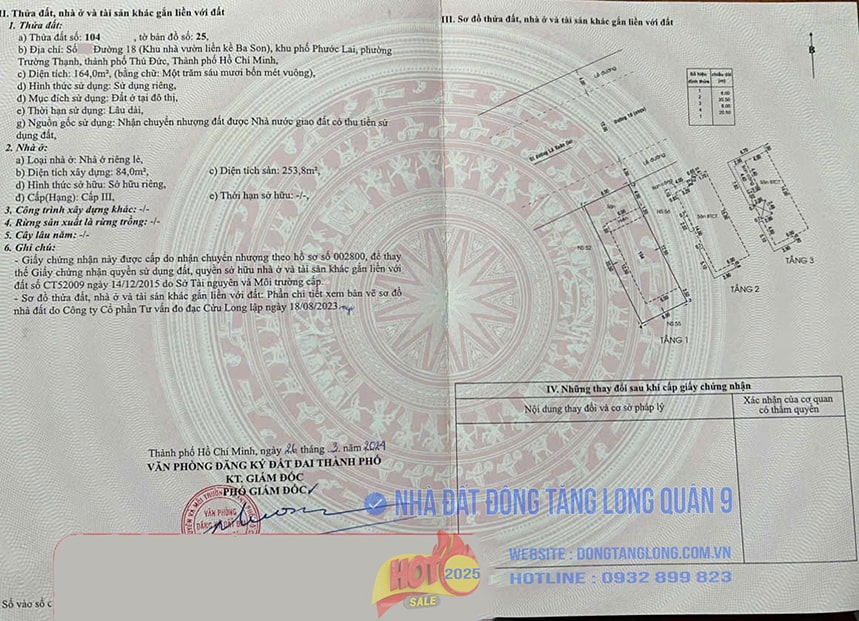 II. Thửa đất, nhà ở và tài sản khác gắn liền với đất
1. Thửa đất:
a) Thửa đất số: 104 , tờ bản đồ số: 25,
b) Địa chỉ: Số Đường 18 (Khu nhà vườn liền kề Ba Son), khu phố Phước Lai, phường
Trường Thạnh, thành phố Thủ Đức, Thành phố Hồ Chí Minh,
c) Diện tích: 164,0m², (bằng chữ: Một trăm sáu mươi bốn mét vuông),
d) Hình thức sử dụng: Sử dụng riêng,
đ) Mục đích sử dụng: Đất ở tại đô thị,
e) Thời hạn sử dụng: Lâu dài,
g) Nguồn gốc sử dụng: Nhận chuyển nhượng đất được Nhà nước giao đất có thu tiền sử
dụng đất,
2. Nhà ở:
a) Loại nhà ở: Nhà ở riêng lẻ,
b) Diện tích xây dựng: 84,0m², c) Diện tích sàn: 253,8m²,
d) Hình thức sở hữu: Sở hữu riêng,
đ) Cấp(Hạng): Cấp III, e) Thời hạn sở hữu: -/-,
3. Công trình xây dựng khác: -/-
4. Rừng sản xuất là rừng trồng: -/-
5. Cây lâu năm: -/-
6. Ghi chú:
- Giấy chứng nhận này được cấp do nhận chuyển nhượng theo hồ sơ số 002800, để thay
thế Giấy chứng nhận quyền sử dụng đất, quyền sở hữu nhà ở và tài sản khác gắn liền với
đất số CT52009 ngày 14/12/2015 do Sở Tài nguyên và Môi trường cấp.
- Sơ đồ thửa đất, nhà ở và tài sản khác gắn liền với đất: Phần chi tiết xem bản vẽ sơ đồ
nhà đất do Công ty Cổ phần Tư vấn đo đạc Cửu Long lập ngày 18/08/2023
Thành phố Hồ Chí Minh, ngày 26 tháng 3 năm 2024
VĂN PHÒNG ĐĂNG KÝ ĐẤT ĐAI THÀNH PHỐ
KT. GIÁM ĐỐC
PHÓ GIÁM ĐỐC
VĂN PHÒNG
Số vào sổ c
III. Sơ đồ thửa đất, nhà ở và tài sản khác gắn liền với đất
B
Lề đường
Đường 18
Lề đường
104
TẦNG 1
TẦNG 2
TẦNG 3
IV. Những thay đổi sau khi cấp giấy chứng nhận
Nội dung thay đổi và cơ sở pháp lý
Xác nhận của cơ quan
có thẩm quyền
NHÀ ĐẤT ĐÔNG TĂNG LONG QUẬN 9
WEBSITE : DONGTANGLONG.COM.VN
HOTLINE : 0932 899 823
HOT 2025
SALE